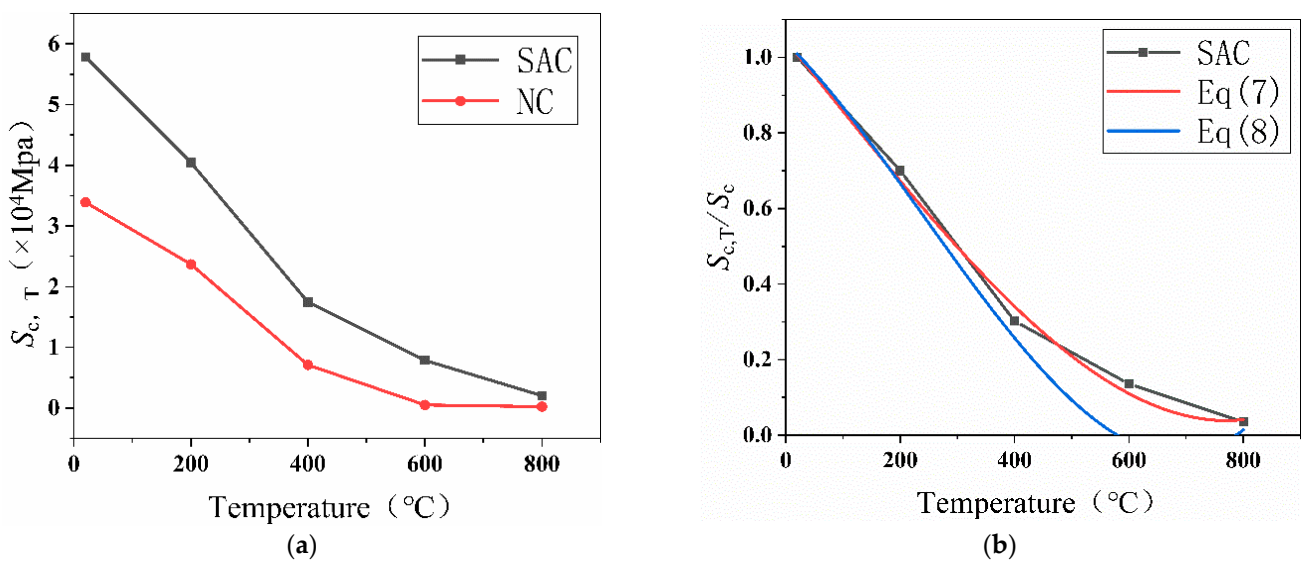 6
5
4
3
2
1
0
0 200 400 600 800
Sc, T (×10⁴Mpa)
Temperature (°C)
SAC
NC
(a)
1.0
0.8
0.6
0.4
0.2
0.0
0 200 400 600 800
Sc,T/Sc
Temperature (°C)
SAC
Eq(7)
Eq(8)
(b)